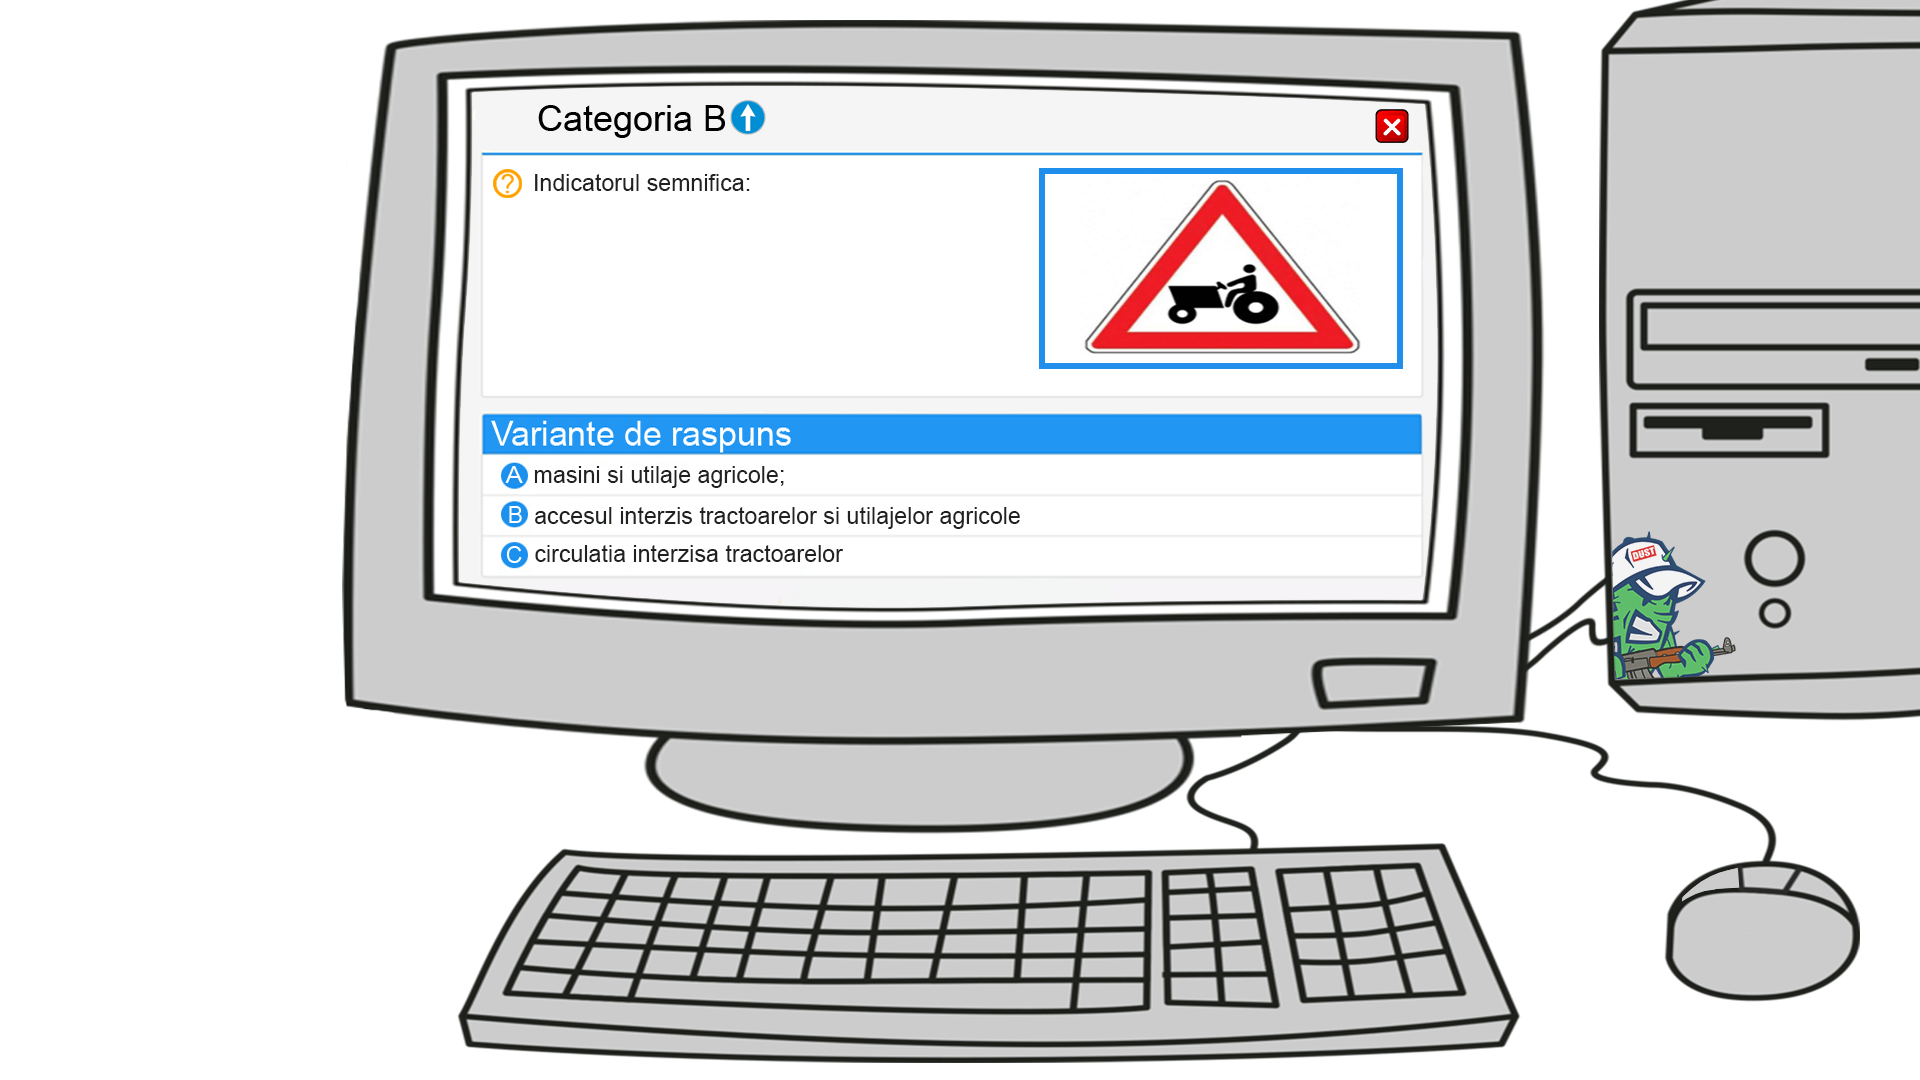 Categoria B
Indicatorul semnifica:
Variante de raspuns
A masini si utilaje agricole;
B accesul interzis tractoarelor si utilajelor agricole
C circulatia interzisa tractoarelor
DUST